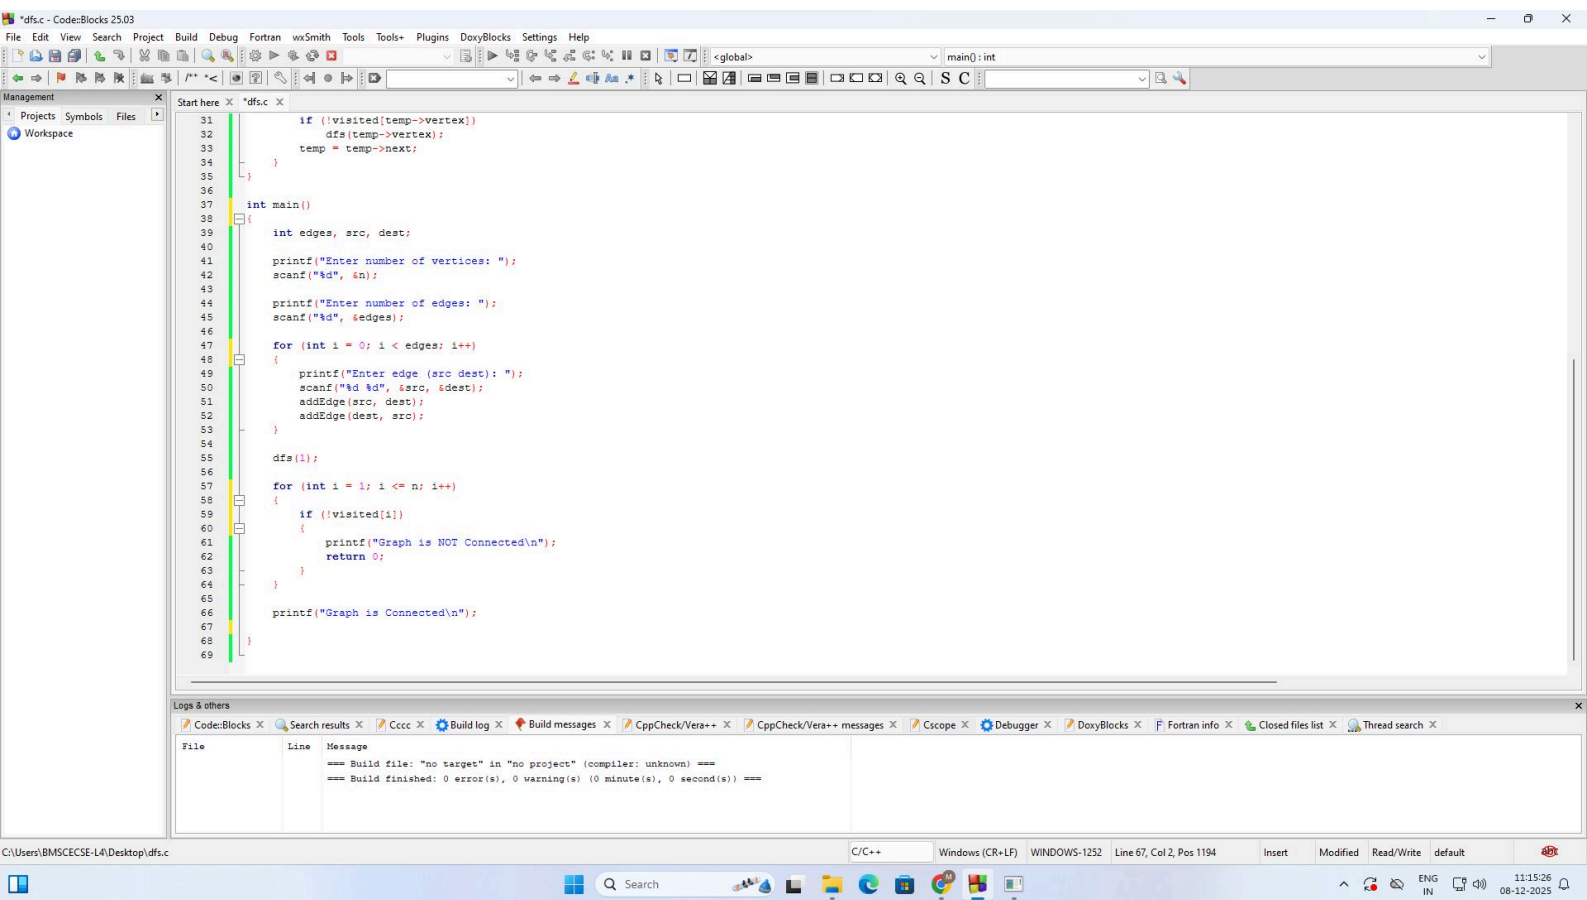 *dfs.c - Code::Blocks 25.03
File Edit View Search Project Build Debug Fortran wxSmith Tools Tools+ Plugins DoxyBlocks Settings Help
<global> main() : int
/** *< Aa .* S C
Management
Start here *dfs.c
Projects Symbols Files
Workspace
31 if (!visited[temp->vertex])
32 dfs(temp->vertex);
33 temp = temp->next;
34 }
35 }
36
37 int main()
38 {
39 int edges, src, dest;
40
41 printf("Enter number of vertices: ");
42 scanf("%d", &n);
43
44 printf("Enter number of edges: ");
45 scanf("%d", &edges);
46
47 for (int i = 0; i < edges; i++)
48 {
49 printf("Enter edge (src dest): ");
50 scanf("%d %d", &src, &dest);
51 addEdge(src, dest);
52 addEdge(dest, src);
53 }
54
55 dfs(1);
56
57 for (int i = 1; i <= n; i++)
58 {
59 if (!visited[i])
60 {
61 printf("Graph is NOT Connected\n");
62 return 0;
63 }
64 }
65
66 printf("Graph is Connected\n");
67
68 }
69
Logs & others
Code::Blocks Search results Cccc Build log Build messages CppCheck/Vera++ CppCheck/Vera++ messages Cscope Debugger DoxyBlocks Fortran info Closed files list Thread search
File Line Message
=== Build file: "no target" in "no project" (compiler: unknown) ===
=== Build finished: 0 error(s), 0 warning(s) (0 minute(s), 0 second(s)) ===
C:\Users\BMSCECSE-L4\Desktop\dfs.c C/C++ Windows (CR+LF) WINDOWS-1252 Line 67, Col 2, Pos 1194 Insert Modified Read/Write default abc
Search
ENG
IN
11:15:26
08-12-2025